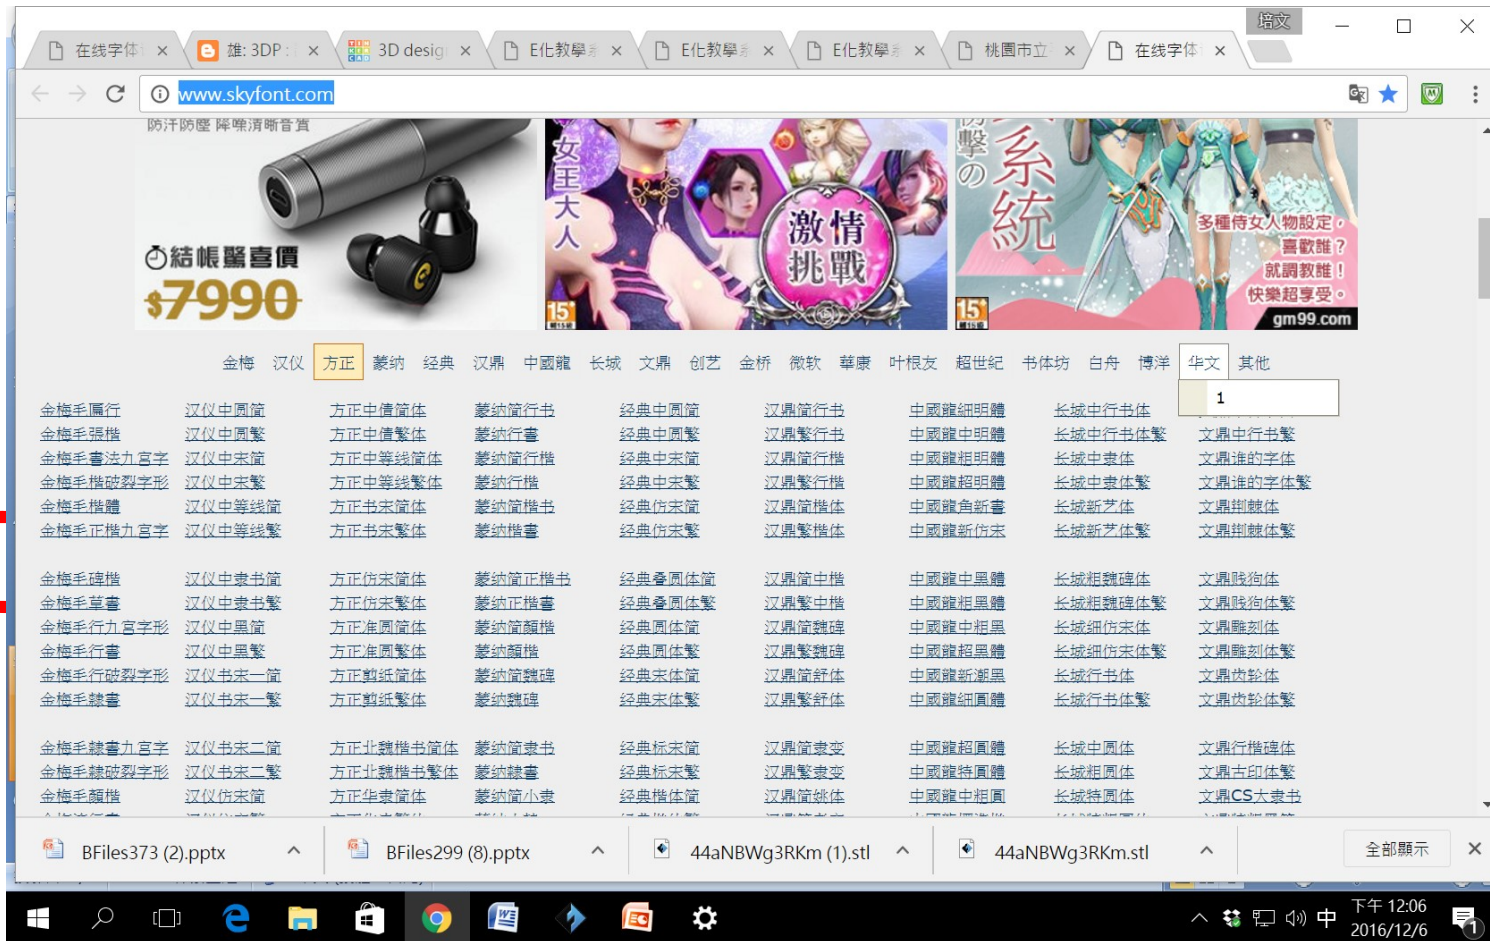 培文
在线字体 雄: 3DP : 3D desig E化教學 E化教學 E化教學 桃園市立 在线字体
www.skyfont.com
防汗防塵 降噪清晰音質
結帳驚喜價
$7990
女王大人
激情挑戰
15+
系統
多種侍女人物設定，
喜歡誰？
就調教誰！
快樂超享受。
15+
gm99.com
金梅 汉仪 方正 蒙纳 经典 汉鼎 中國龍 长城 文鼎 创艺 金桥 微软 華康 叶根友 超世紀 书体坊 白舟 博洋 华文 其他
1
金梅毛厲行 汉仪中圆简 方正中倩简体 蒙纳简行书 经典中圆简 汉鼎简行书 中國龍細明體 长城中行书体
金梅毛張楷 汉仪中圆繁 方正中倩繁体 蒙纳行書 经典中圆繁 汉鼎繁行书 中國龍中明體 长城中行书体繁 文鼎中行书繁
金梅毛書法九宮字 汉仪中宋简 方正中等线简体 蒙纳简行楷 经典中宋简 汉鼎简行楷 中國龍粗明體 长城中隶体 文鼎谁的字体
金梅毛楷破裂字形 汉仪中宋繁 方正中等线繁体 蒙纳行楷 经典中宋繁 汉鼎繁行楷 中國龍超明體 长城中隶体繁 文鼎谁的字体繁
金梅毛楷體 汉仪中等线简 方正书宋简体 蒙纳简楷书 经典仿宋简 汉鼎简楷体 中國龍角新書 长城新艺体 文鼎荆棘体
金梅毛正楷九宮字 汉仪中等线繁 方正书宋繁体 蒙纳楷書 经典仿宋繁 汉鼎繁楷体 中國龍新仿宋 长城新艺体繁 文鼎荆棘体繁
金梅毛碑楷 汉仪中隶书简 方正仿宋简体 蒙纳简正楷书 经典叠圆体简 汉鼎简中楷 中國龍中黑體 长城粗魏碑体 文鼎贱狗体
金梅毛草書 汉仪中隶书繁 方正仿宋繁体 蒙纳正楷書 经典叠圆体繁 汉鼎繁中楷 中國龍粗黑體 长城粗魏碑体繁 文鼎贱狗体繁
金梅毛行九宮字形 汉仪中黑简 方正准圆简体 蒙纳简顏楷 经典圆体简 汉鼎简魏碑 中國龍中粗黑 长城细仿宋体 文鼎雕刻体
金梅毛行書 汉仪中黑繁 方正准圆繁体 蒙纳顏楷 经典圆体繁 汉鼎繁魏碑 中國龍超黑體 长城细仿宋体繁 文鼎雕刻体繁
金梅毛行破裂字形 汉仪书宋一简 方正剪纸简体 蒙纳简魏碑 经典宋体简 汉鼎简舒体 中國龍新潮黑 长城行书体 文鼎齿轮体
金梅毛隸書 汉仪书宋一繁 方正剪纸繁体 蒙纳魏碑 经典宋体繁 汉鼎繁舒体 中國龍細圓體 长城行书体繁 文鼎齿轮体繁
金梅毛隸書九宮字 汉仪书宋二简 方正北魏楷书简体 蒙纳简隶书 经典标宋简 汉鼎简隶变 中國龍超圓體 长城中圆体 文鼎行楷碑体
金梅毛隸破裂字形 汉仪书宋二繁 方正北魏楷书繁体 蒙纳隸書 经典标宋繁 汉鼎繁隶变 中國龍特圓體 长城粗圆体 文鼎古印体繁
金梅毛顏楷 汉仪仿宋简 方正华隶简体 蒙纳简小隶 经典楷体简 汉鼎简姚体 中國龍中粗圓 长城特圆体 文鼎CS大隶书
BFiles373 (2).pptx BFiles299 (8).pptx 44aNBWg3RKm (1).stl 44aNBWg3RKm.stl 全部顯示
中 下午 12:06
2016/12/6
1